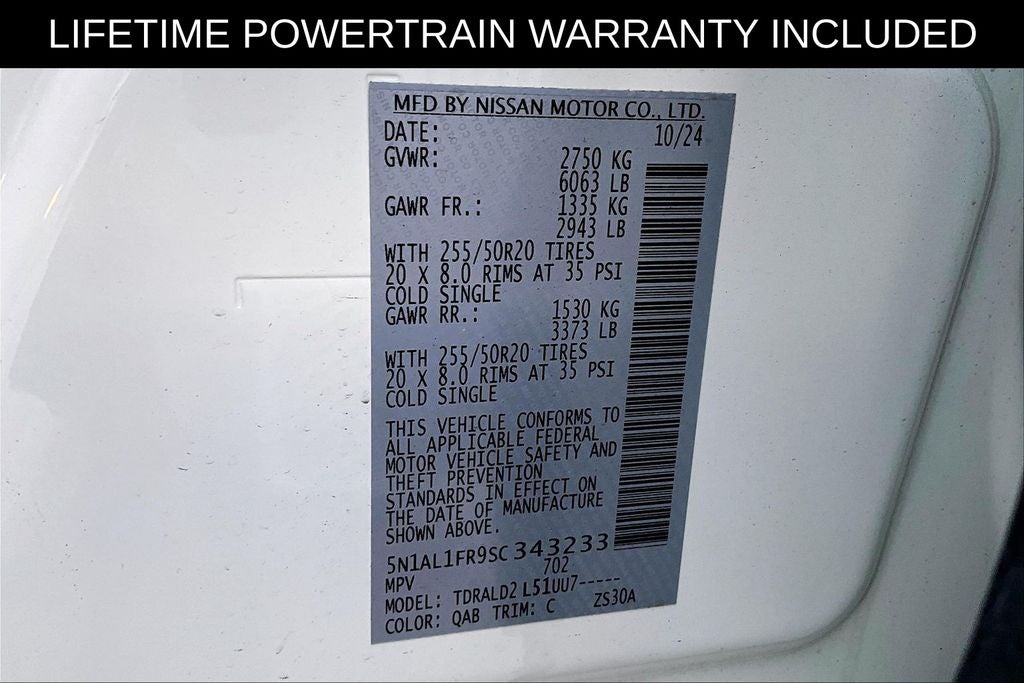 LIFETIME POWERTRAIN WARRANTY INCLUDED
MFD BY NISSAN MOTOR CO., LTD.
DATE: 10/24
GVWR: 2750 KG
6063 LB
GAWR FR.: 1335 KG
2943 LB
WITH 255/50R20 TIRES
20 X 8.0 RIMS AT 35 PSI
COLD SINGLE
GAWR RR.: 1530 KG
3373 LB
WITH 255/50R20 TIRES
20 X 8.0 RIMS AT 35 PSI
COLD SINGLE
THIS VEHICLE CONFORMS TO
ALL APPLICABLE FEDERAL
MOTOR VEHICLE SAFETY AND
THEFT PREVENTION
STANDARDS IN EFFECT ON
THE DATE OF MANUFACTURE
SHOWN ABOVE.
5N1AL1FR9SC343233
MPV 702
MODEL: TDRALD2 L51UU7-----
COLOR: QAB TRIM: C ZS30A